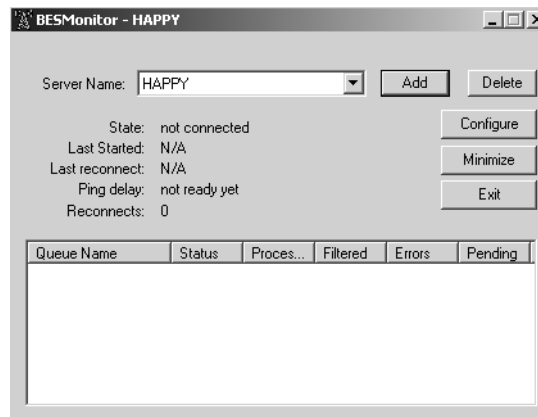 BESMonitor - HAPPY
Server Name: HAPPY Add Delete
State: not connected
Last Started: N/A
Last reconnect: N/A
Ping delay: not ready yet
Reconnects: 0
Configure
Minimize
Exit
Queue Name Status Proces... Filtered Errors Pending